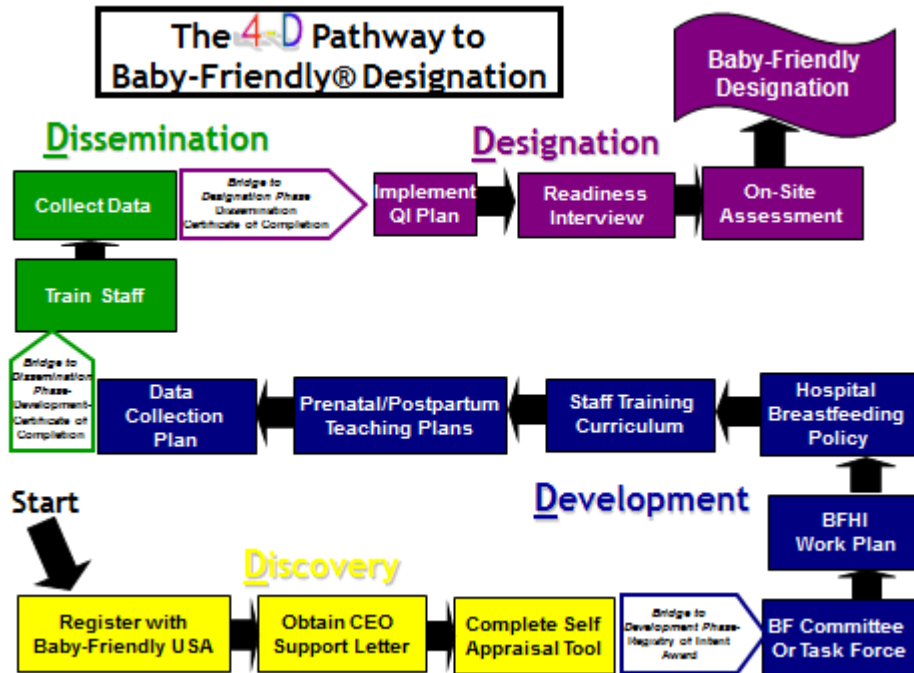 The 4-D Pathway to
Baby-Friendly® Designation
Baby-Friendly
Designation
Dissemination
Designation
Collect Data
Bridge to
Designation Phase
Dissemination
Certificate of Completion
Implement
QI Plan
Readiness
Interview
On-Site
Assessment
Train Staff
Bridge to
Dissemination
Phase-
Development-
Certificate of
Completion
Data
Collection
Plan
Prenatal/Postpartum
Teaching Plans
Staff Training
Curriculum
Hospital
Breastfeeding
Policy
Start
Development
BFHI
Work Plan
Discovery
Register with
Baby-Friendly USA
Obtain CEO
Support Letter
Complete Self
Appraisal Tool
Bridge to
Development Phase-
Registry of Intent
Award
BF Committee
Or Task Force